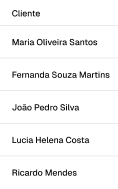 Cliente
Maria Oliveira Santos
Fernanda Souza Martins
João Pedro Silva
Lucia Helena Costa
Ricardo Mendes